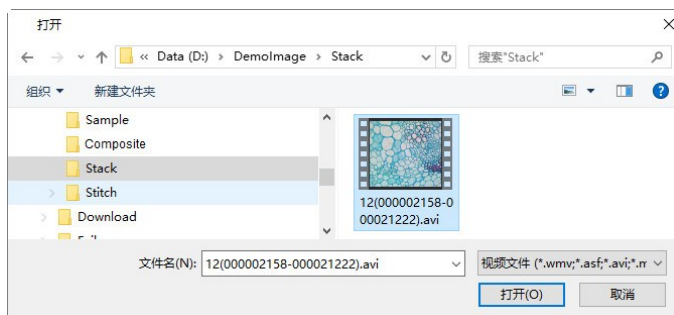 打开
« Data (D:) > DemoImage > Stack
搜索"Stack"
组织
新建文件夹
Sample
Composite
Stack
Stitch
Download
12(000002158-0
00021222).avi
文件名(N):
12(000002158-000021222).avi
视频文件 (*.wmv;*.asf;*.avi;*.m
打开(O)
取消